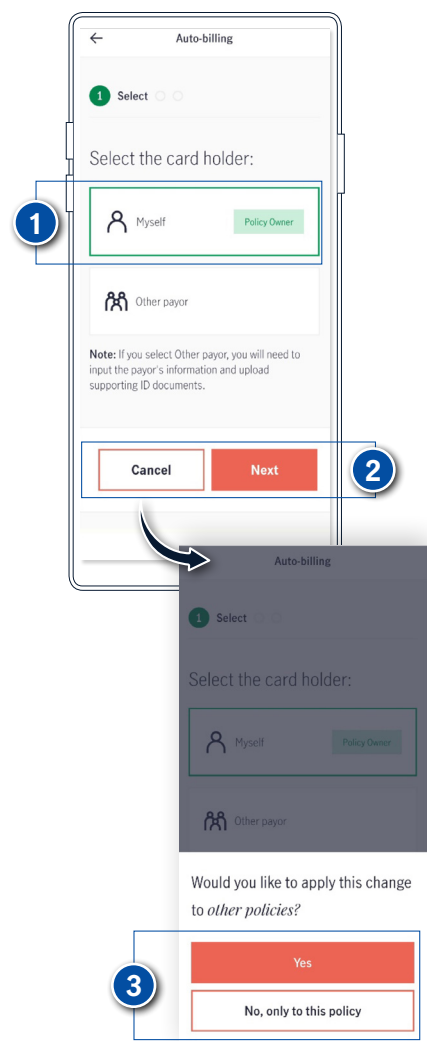 Auto-billing
1 Select
Select the card holder:
1
Myself
Policy Owner
Other payor
Note: If you select Other payor, you will need to
input the payor's information and upload
supporting ID documents.
Cancel
Next
2
Auto-billing
1 Select
Select the card holder:
Myself
Policy Owner
Other payor
Would you like to apply this change
to other policies?
Yes
3
No, only to this policy